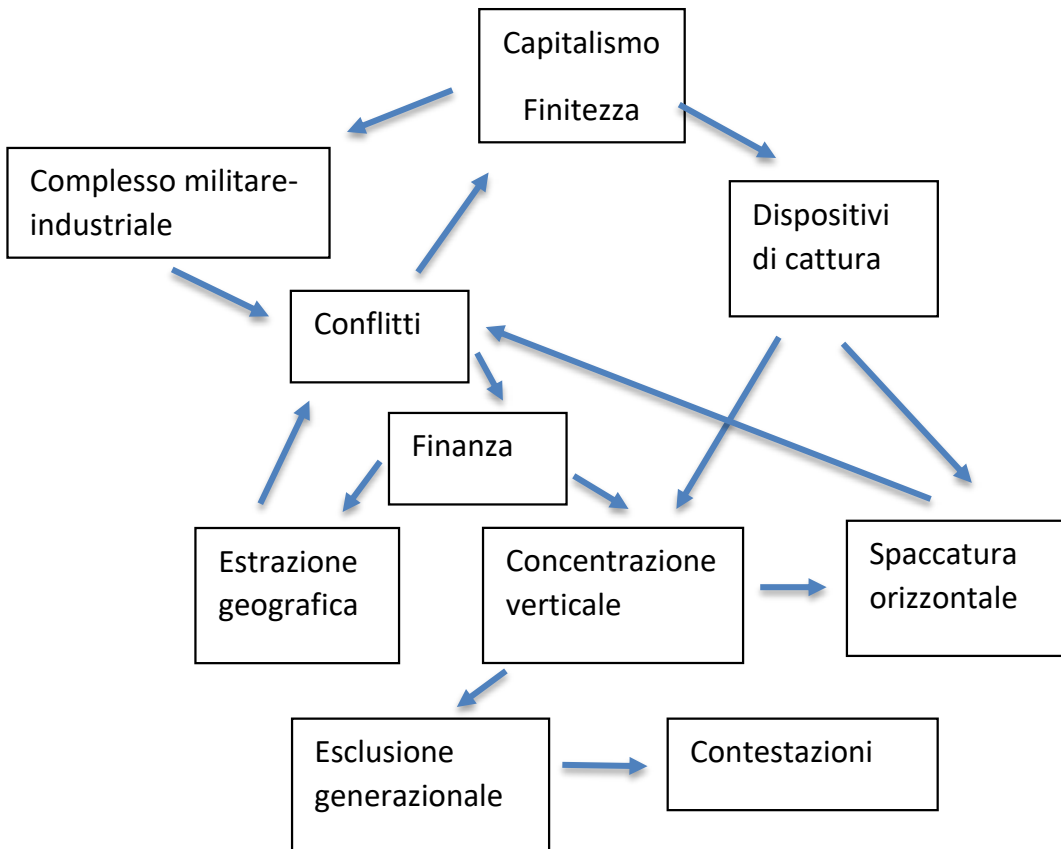 Capitalismo
Finitezza
Complesso militare-
industriale
Dispositivi
di cattura
Conflitti
Finanza
Estrazione
geografica
Concentrazione
verticale
Spaccatura
orizzontale
Esclusione
generazionale
Contestazioni